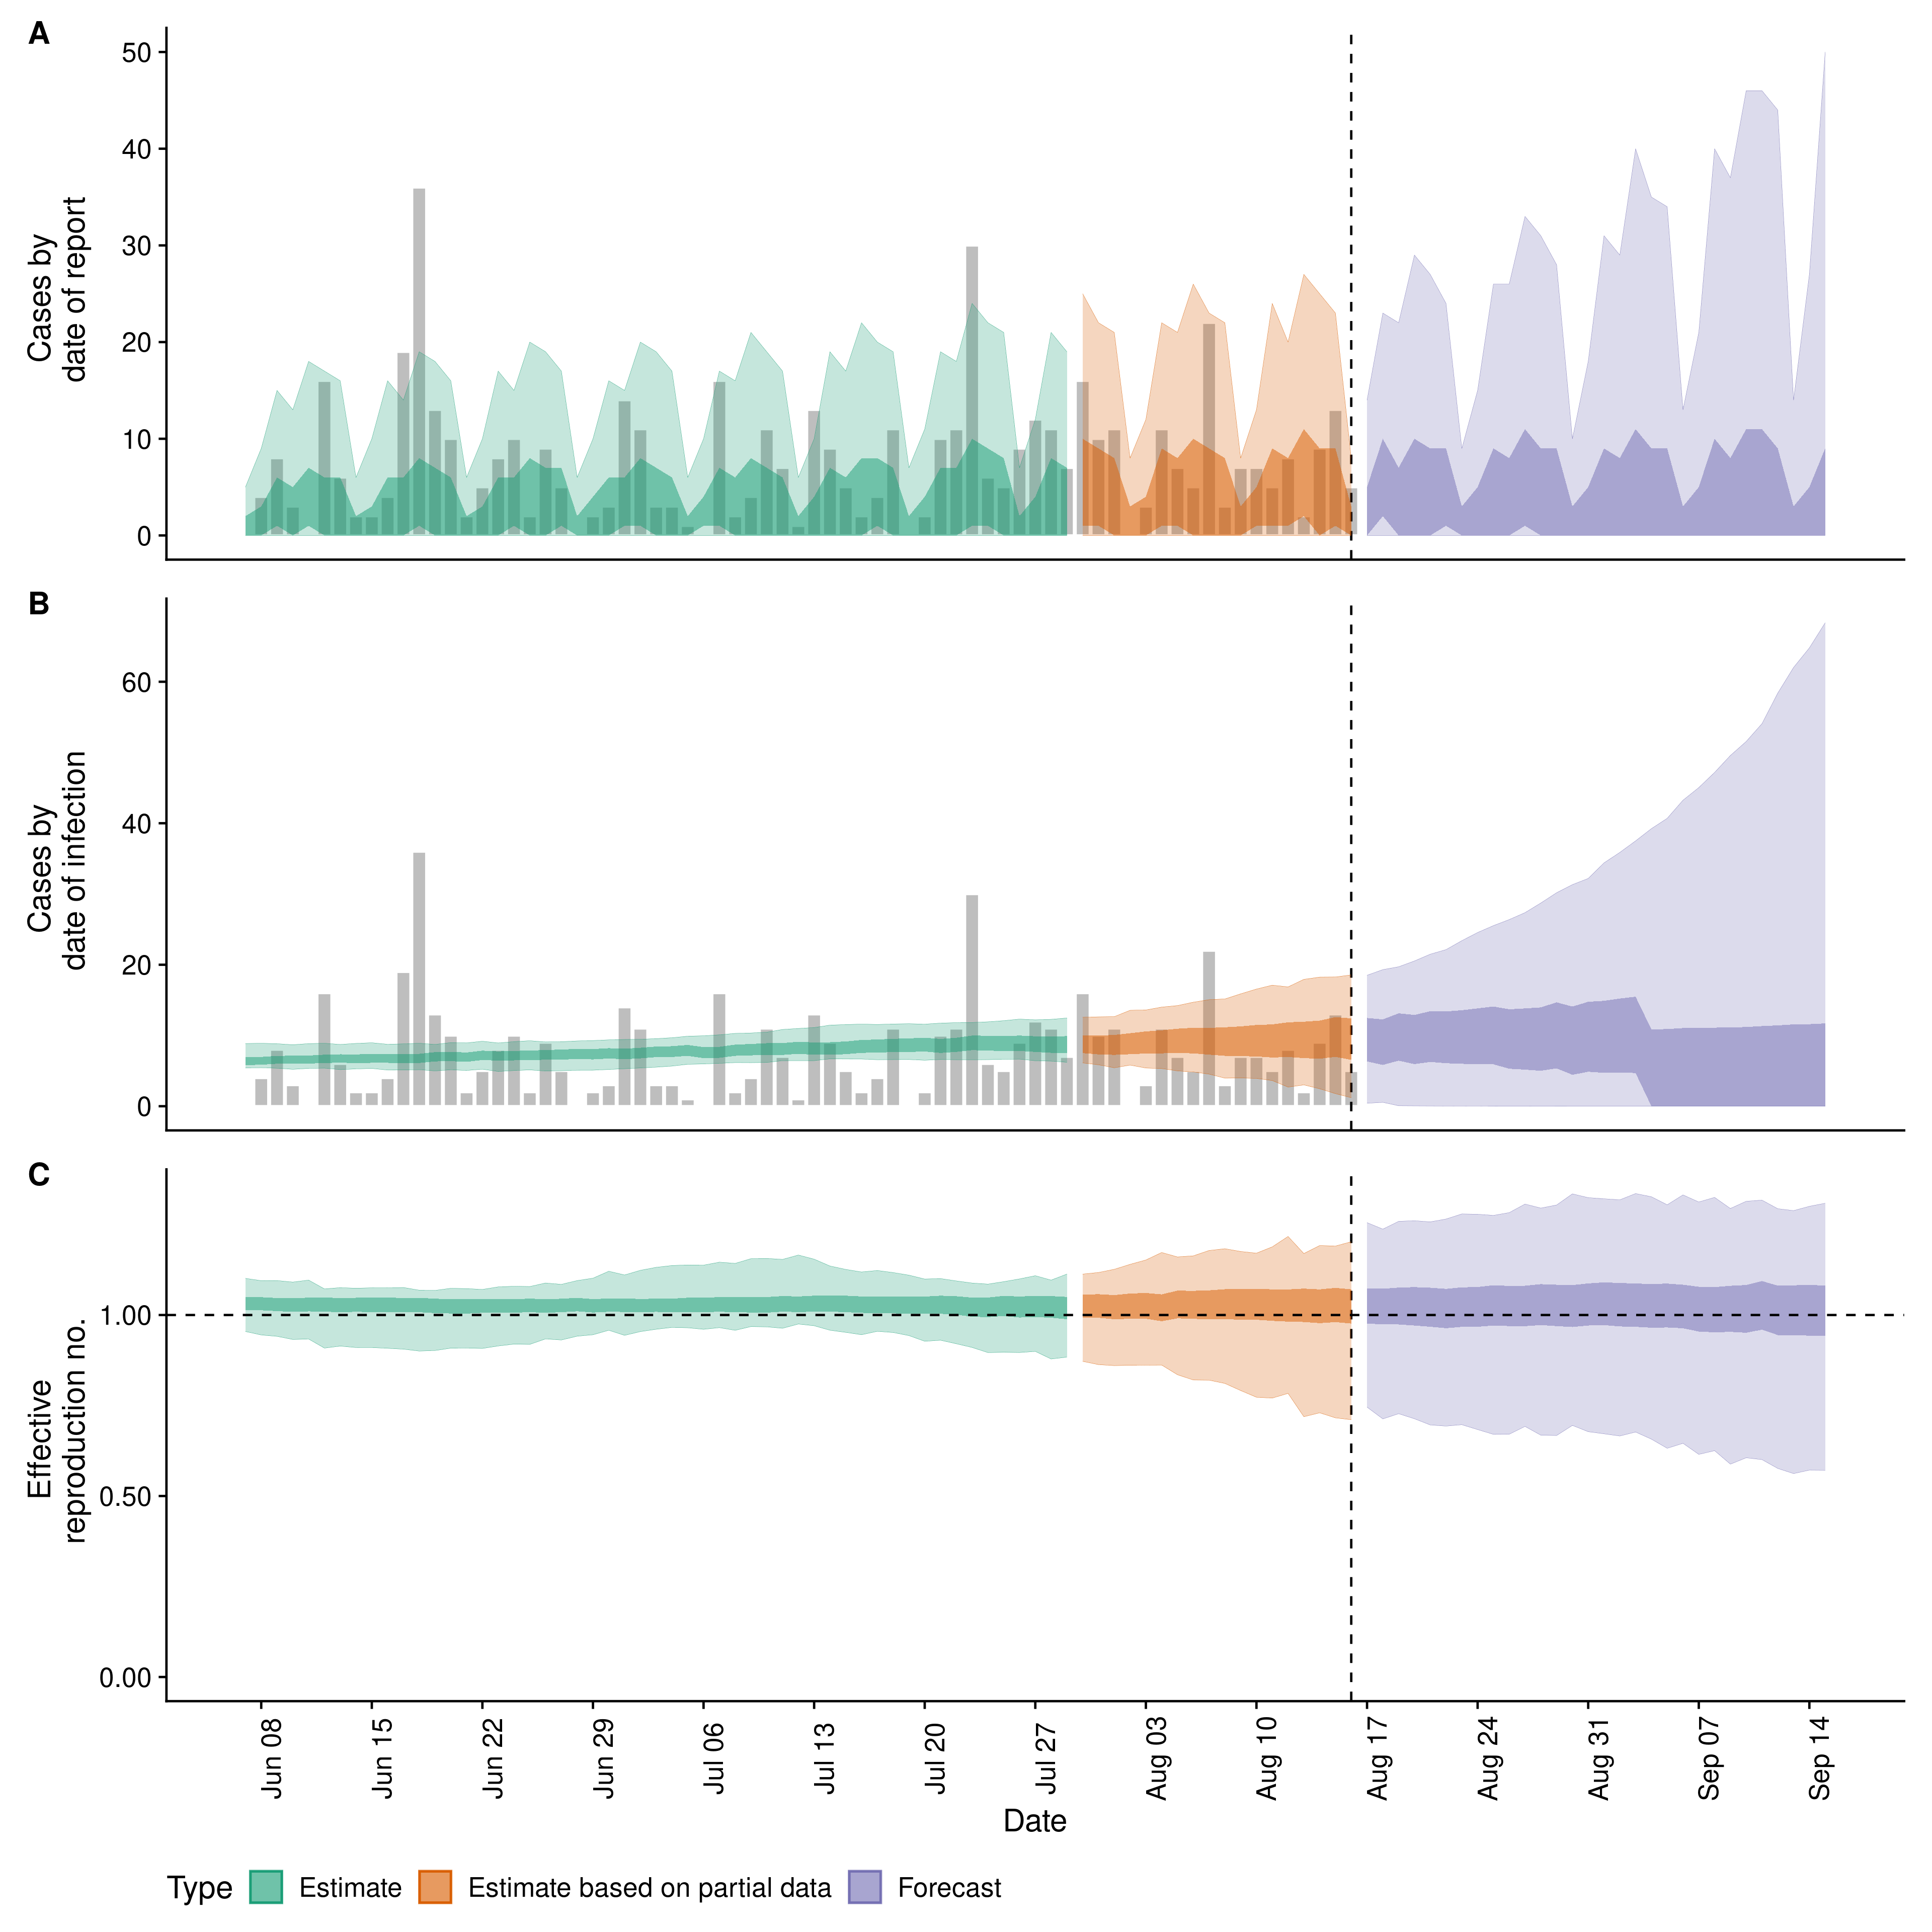 A
50
40
30
20
10
0
Cases by
date of report
B
60
40
20
0
Cases by
date of infection
C
1.00
0.50
0.00
Effective
reproduction no.
Jun 08
Jun 15
Jun 22
Jun 29
Jul 06
Jul 13
Jul 20
Jul 27
Aug 03
Aug 10
Aug 17
Aug 24
Aug 31
Sep 07
Sep 14
Date
Type Estimate Estimate based on partial data Forecast